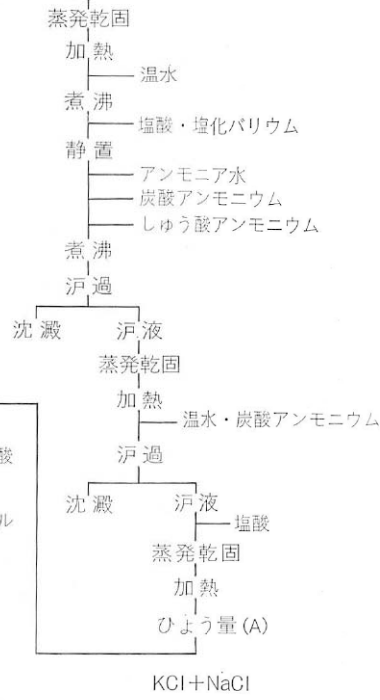 蒸発乾固
加熱
温水
煮沸
塩酸・塩化バリウム
静置
アンモニア水
炭酸アンモニウム
しゅう酸アンモニウム
煮沸
沪過
沈澱 沪液
蒸発乾固
加熱
温水・炭酸アンモニウム
沪過
酸
沈澱 沪液
ル
塩酸
蒸発乾固
加熱
ひょう量(A)
KCl+NaCl